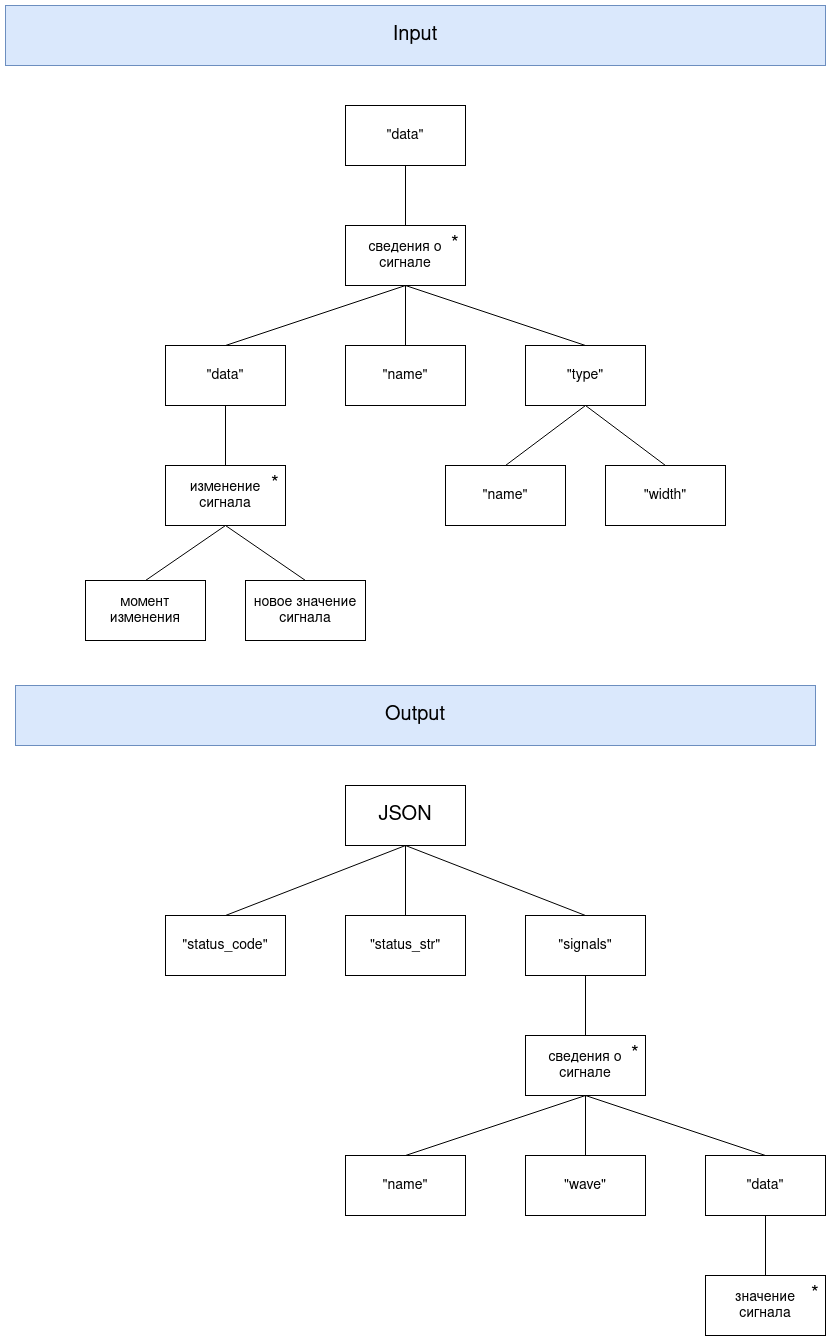 Input
"data"
сведения о *
сигнале
"data"
"name"
"type"
изменение *
сигнала
"name"
"width"
момент
изменения
новое значение
сигнала
Output
JSON
"status_code"
"status_str"
"signals"
сведения о *
сигнале
"name"
"wave"
"data"
значение *
сигнала